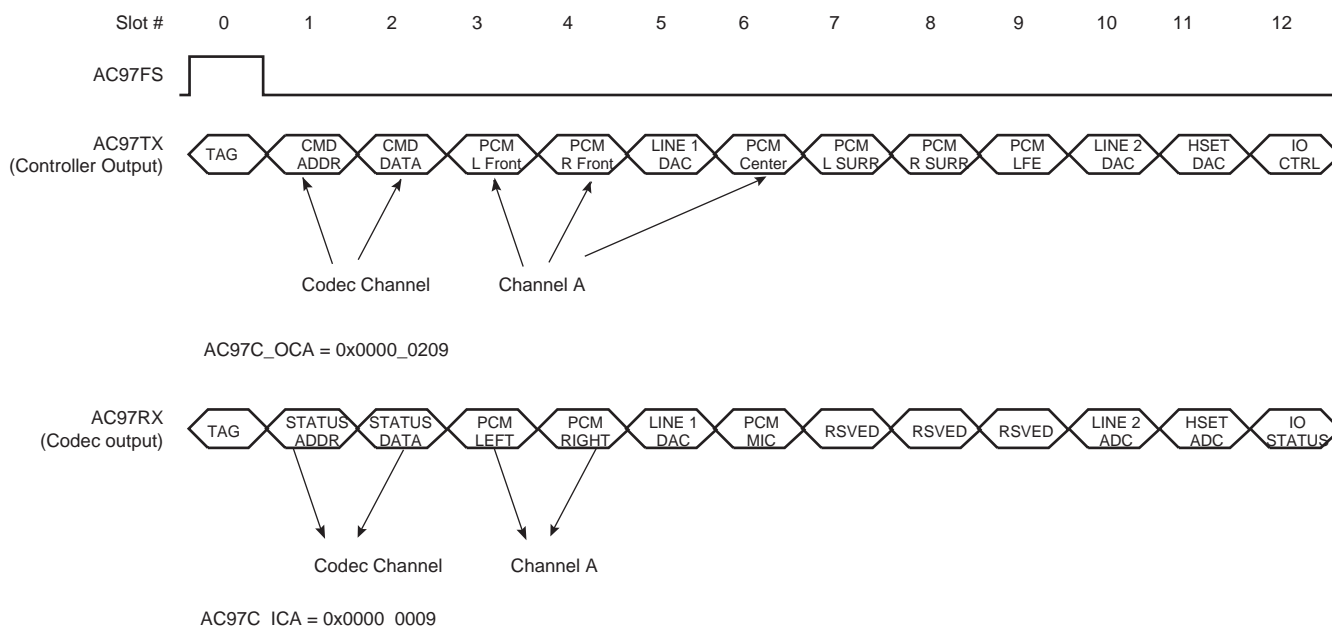 Slot # 0 1 2 3 4 5 6 7 8 9 10 11 12
AC97FS
AC97TX
(Controller Output)
TAG
CMD
ADDR
CMD
DATA
PCM
L Front
PCM
R Front
LINE 1
DAC
PCM
Center
PCM
L SURR
PCM
R SURR
PCM
LFE
LINE 2
DAC
HSET
DAC
IO
CTRL
Codec Channel
Channel A
AC97C_OCA = 0x0000_0209
AC97RX
(Codec output)
TAG
STATUS
ADDR
STATUS
DATA
PCM
LEFT
PCM
RIGHT
LINE 1
DAC
PCM
MIC
RSVED
RSVED
RSVED
LINE 2
ADC
HSET
ADC
IO
STATUS
Codec Channel
Channel A
AC97C_ICA = 0x0000_0009